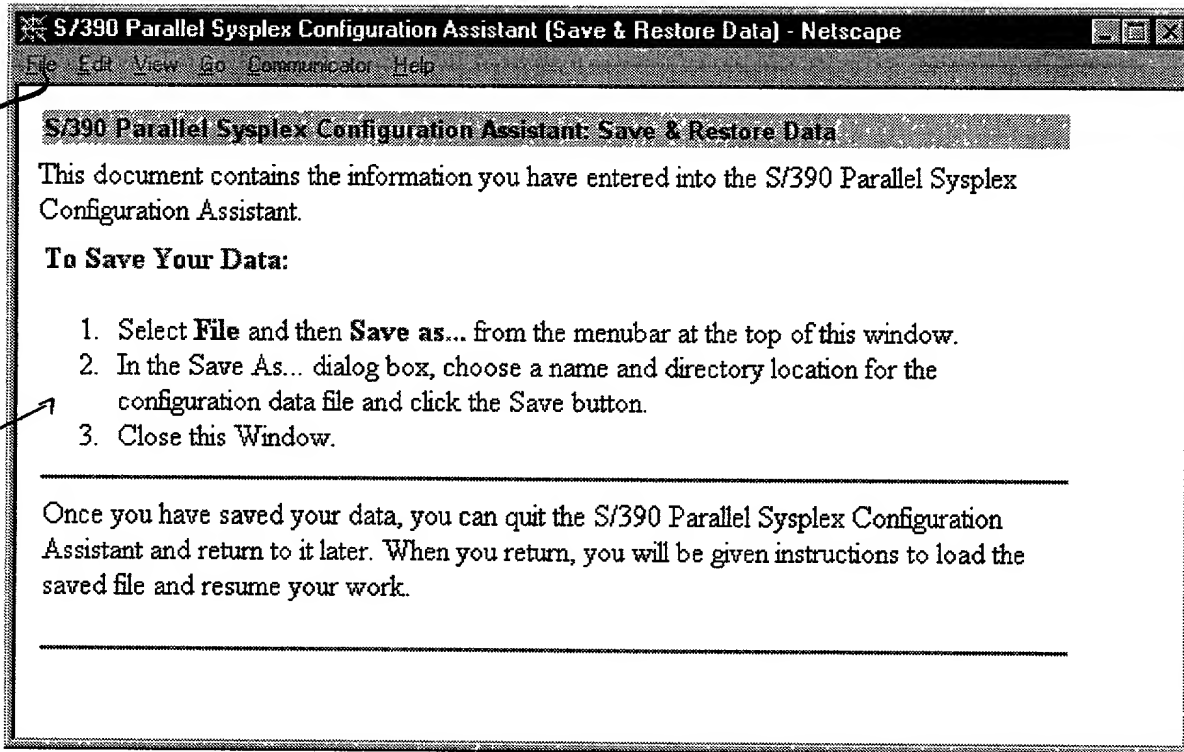 S/390 Parallel Sysplex Configuration Assistant (Save & Restore Data) - Netscape
File Edit View Go Communicator Help
S/390 Parallel Sysplex Configuration Assistant: Save & Restore Data
This document contains the information you have entered into the S/390 Parallel Sysplex
Configuration Assistant.
To Save Your Data:
1. Select File and then Save as... from the menubar at the top of this window.
2. In the Save As... dialog box, choose a name and directory location for the
configuration data file and click the Save button.
3. Close this Window.
Once you have saved your data, you can quit the S/390 Parallel Sysplex Configuration
Assistant and return to it later. When you return, you will be given instructions to load the
saved file and resume your work.